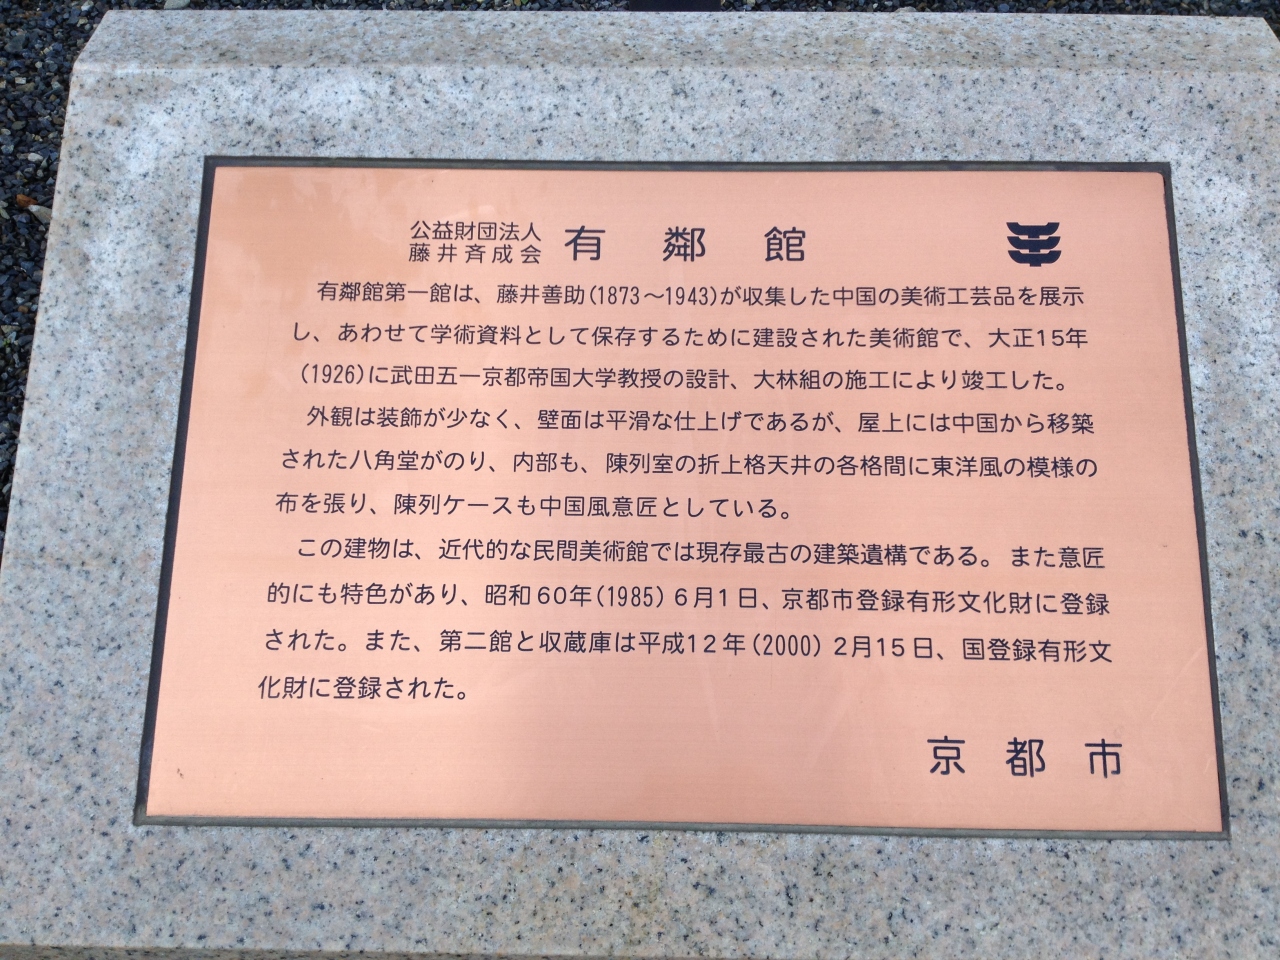 公益財団法人
藤井斉成会 有鄰館
有鄰館第一館は、藤井善助(1873～1943)が収集した中国の美術工芸品を展示
し、あわせて学術資料として保存するために建設された美術館で、大正15年
(1926)に武田五一京都帝国大学教授の設計、大林組の施工により竣工した。
外観は装飾が少なく、壁面は平滑な仕上げであるが、屋上には中国から移築
された八角堂がのり、内部も、陳列室の折上格天井の各格間に東洋風の模様の
布を張り、陳列ケースも中国風意匠としている。
この建物は、近代的な民間美術館では現存最古の建築遺構である。また意匠
的にも特色があり、昭和60年(1985)6月1日、京都市登録有形文化財に登録
された。また、第二館と収蔵庫は平成12年(2000)2月15日、国登録有形文
化財に登録された。
京都市